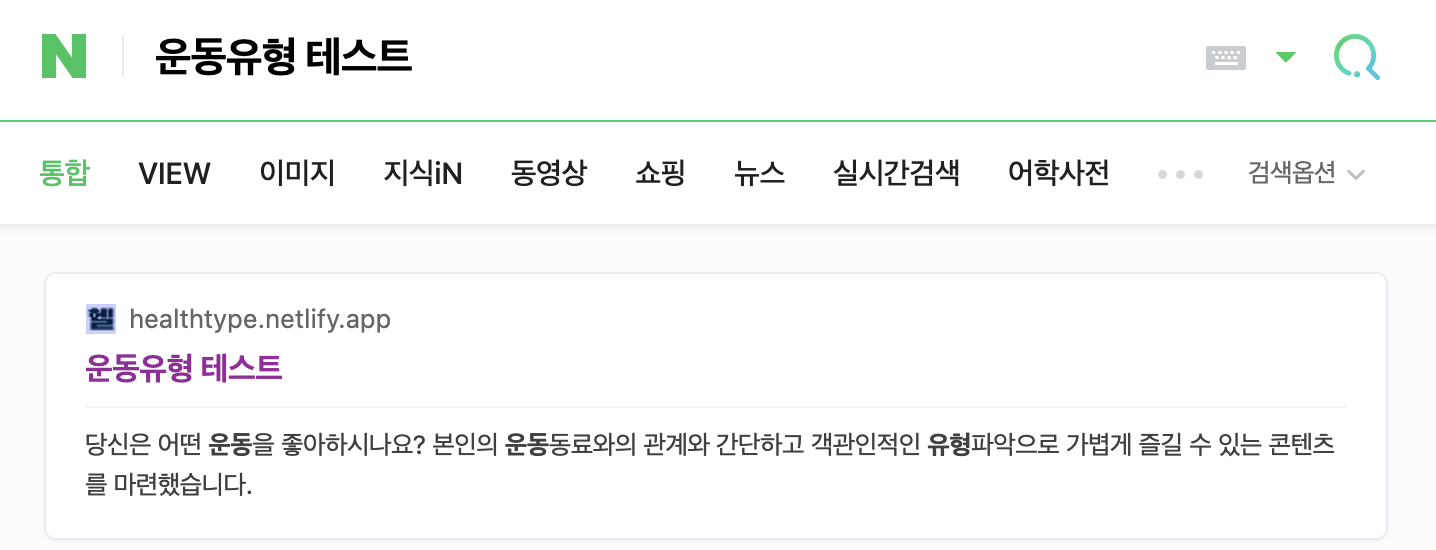 N 운동유형 테스트
통합 VIEW 이미지 지식iN 동영상 쇼핑 뉴스 실시간검색 어학사전 검색옵션
헬 healthtype.netlify.app
운동유형 테스트
당신은 어떤 운동을 좋아하시나요? 본인의 운동동료와의 관계와 간단하고 객관인적인 유형파악으로 가볍게 즐길 수 있는 콘텐츠
를 마련했습니다.